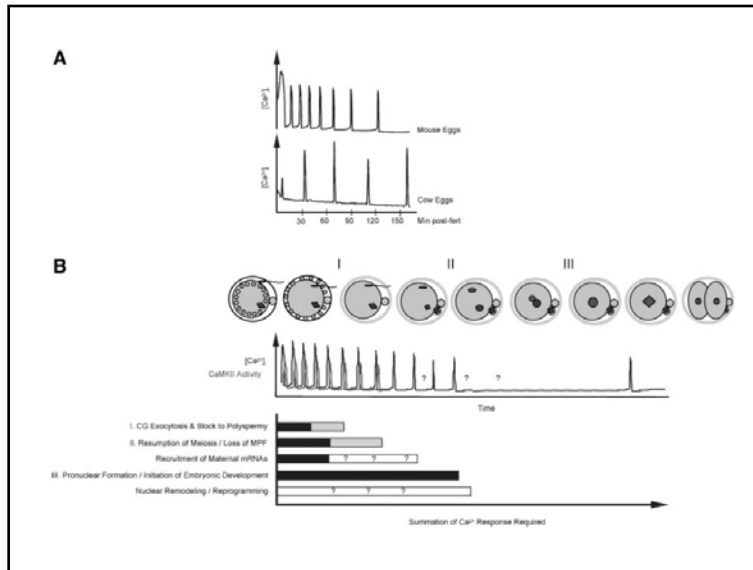 A
[Ca²⁺]ᵢ
Mouse Eggs
[Ca²⁺]ᵢ
Cow Eggs
30 60 90 120 150 Min post-fert
B
I II III
[Ca²⁺]ᵢ
CaMKII Activity
? ? ?
Time
I. CG Exocytosis & Block to Polyspermy
II. Resumption of Meiosis / Loss of MPF
Recruitment of Maternal mRNAs ? ? ?
III. Pronuclear Formation / Initiation of Embryonic Development
Nuclear Remodeling / Reprogramming ? ? ?
Summation of Ca²⁺ Response Required